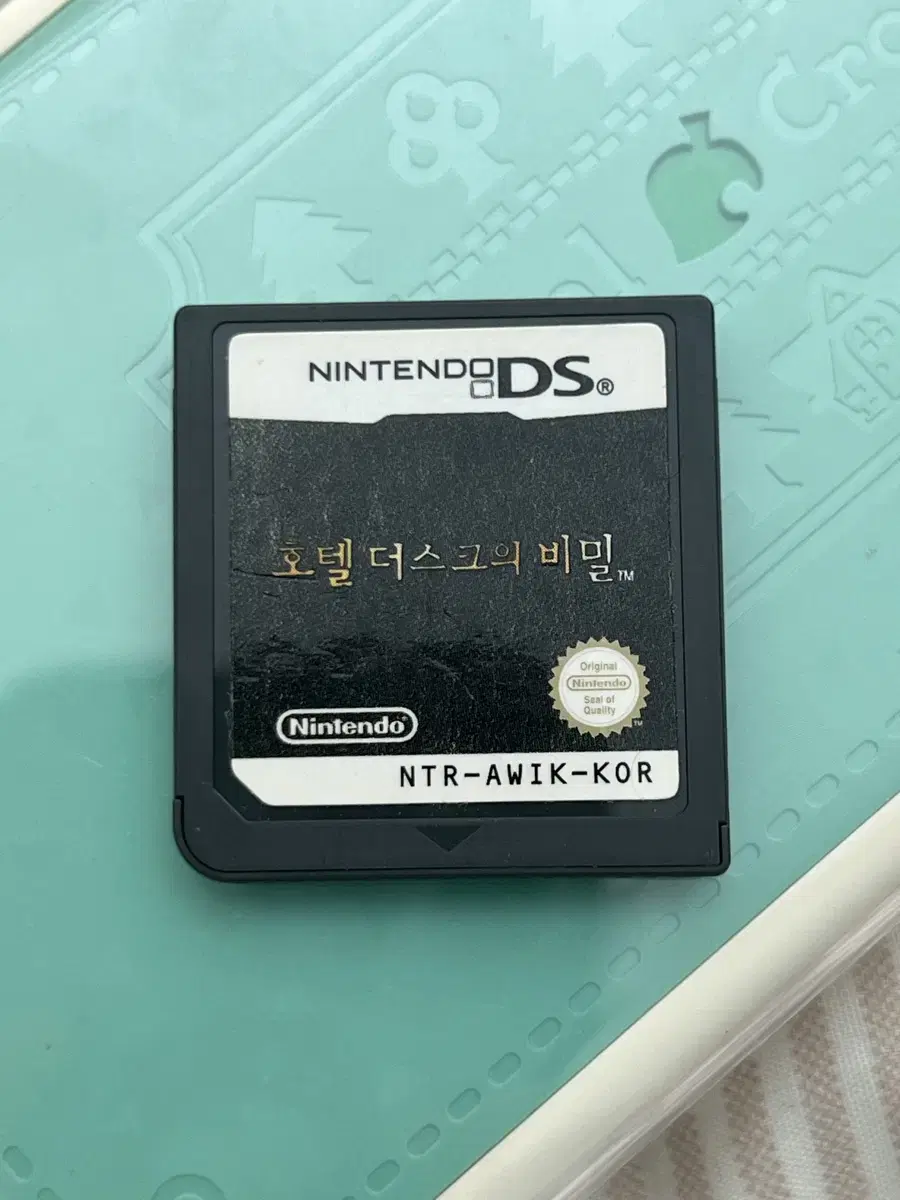 NINTENDO DS®
호텔 더스크의 비밀™
Original
Nintendo
Seal of
Quality
TM
Nintendo®
NTR-AWIK-KOR